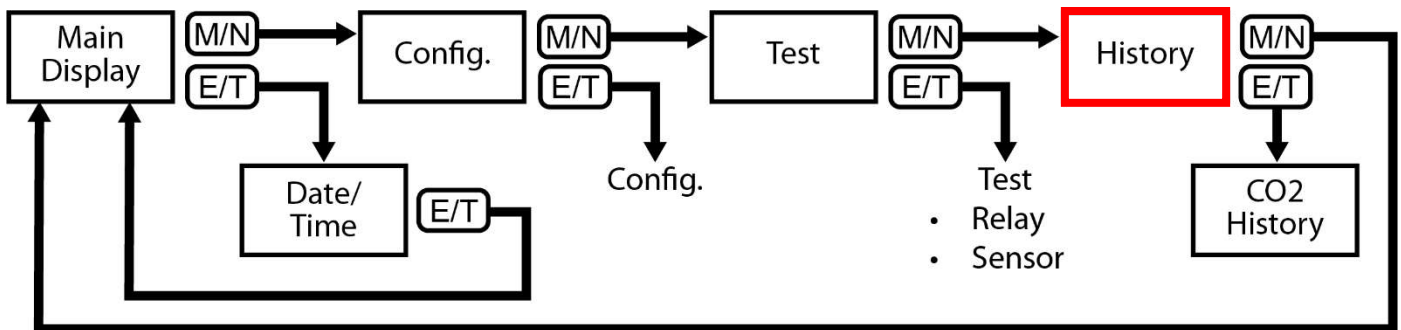 Main
Display
M/N
E/T
Config.
M/N
E/T
Test
M/N
E/T
History
M/N
E/T
Date/
Time
E/T
Config.
Test
• Relay
• Sensor
CO2
History